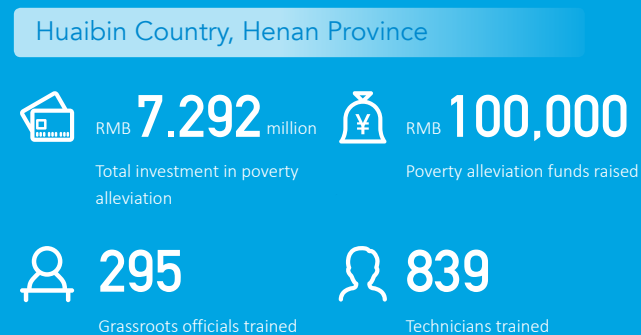 Huaibin Country, Henan Province
RMB 7.292 million
Total investment in poverty
alleviation
¥
RMB 100,000
Poverty alleviation funds raised
295
Grassroots officials trained
839
Technicians trained